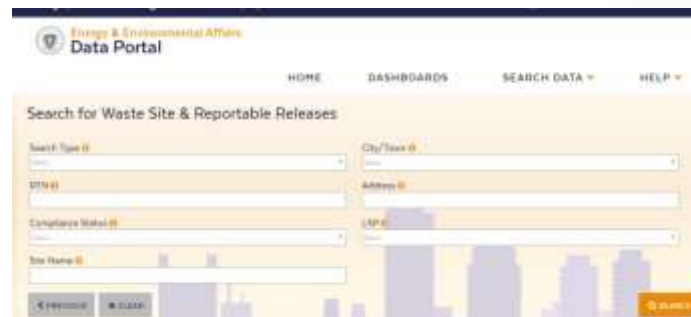 Energy & Environmental Affairs
Data Portal
HOME DASHBOARDS SEARCH DATA HELP
Search for Waste Site & Reportable Releases
Search Type City/Town
RTN Address
Compliance Status LSP
Site Name
PREVIOUS CLEAR SEARCH